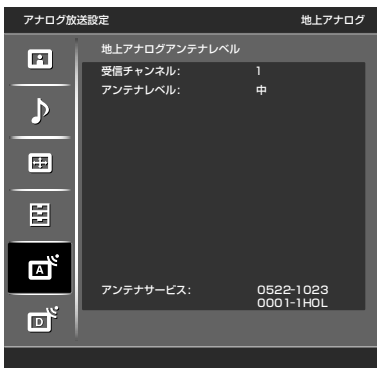 アナログ放送設定 地上アナログ
地上アナログアンテナレベル
受信チャンネル: 1
アンテナレベル: 中
アンテナサービス: 0522-1023
0001-1HOL
A
D